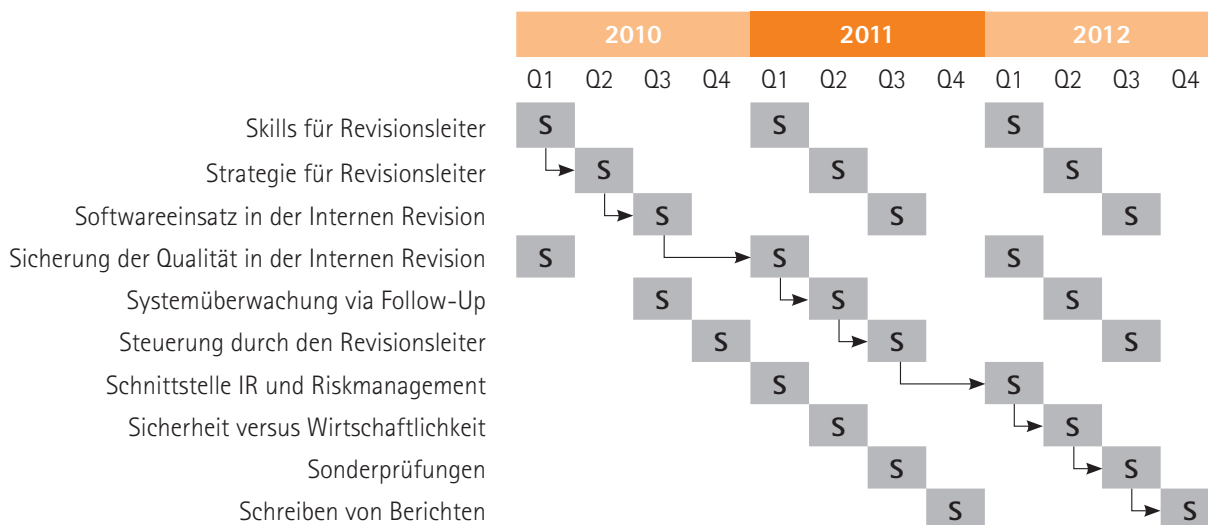 2010 2011 2012
Q1 Q2 Q3 Q4 Q1 Q2 Q3 Q4 Q1 Q2 Q3 Q4
Skills für Revisionsleiter S S S
Strategie für Revisionsleiter S S S
Softwareeinsatz in der Internen Revision S S S
Sicherung der Qualität in der Internen Revision S S S
Systemüberwachung via Follow-Up S S S
Steuerung durch den Revisionsleiter S S S
Schnittstelle IR und Riskmanagement S S
Sicherheit versus Wirtschaftlichkeit S S
Sonderprüfungen S S
Schreiben von Berichten S S